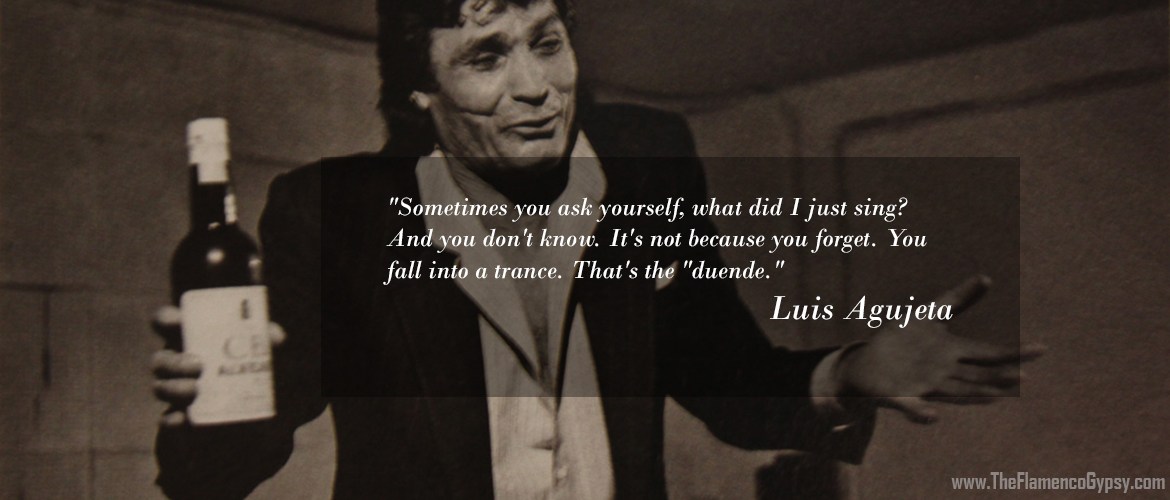 "Sometimes you ask yourself, what did I just sing?
And you don't know. It's not because you forget. You
fall into a trance. That's the "duende."
Luis Agujeta
www.TheFlamencoGypsy.com